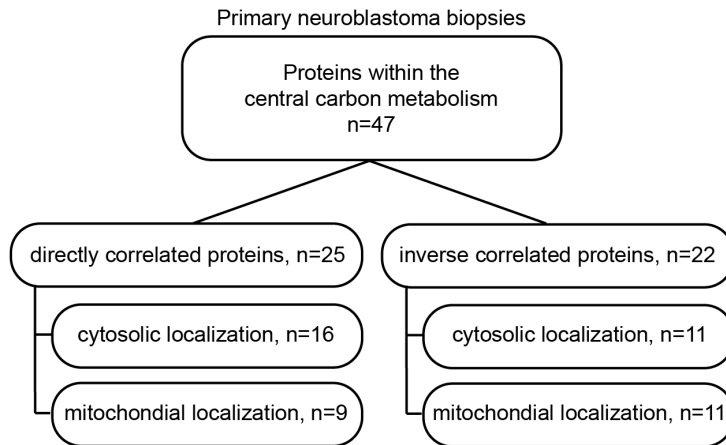 Primary neuroblastoma biopsies
Proteins within the
central carbon metabolism
n=47
directly correlated proteins, n=25
inverse correlated proteins, n=22
cytosolic localization, n=16
cytosolic localization, n=11
mitochondial localization, n=9
mitochondial localization, n=11